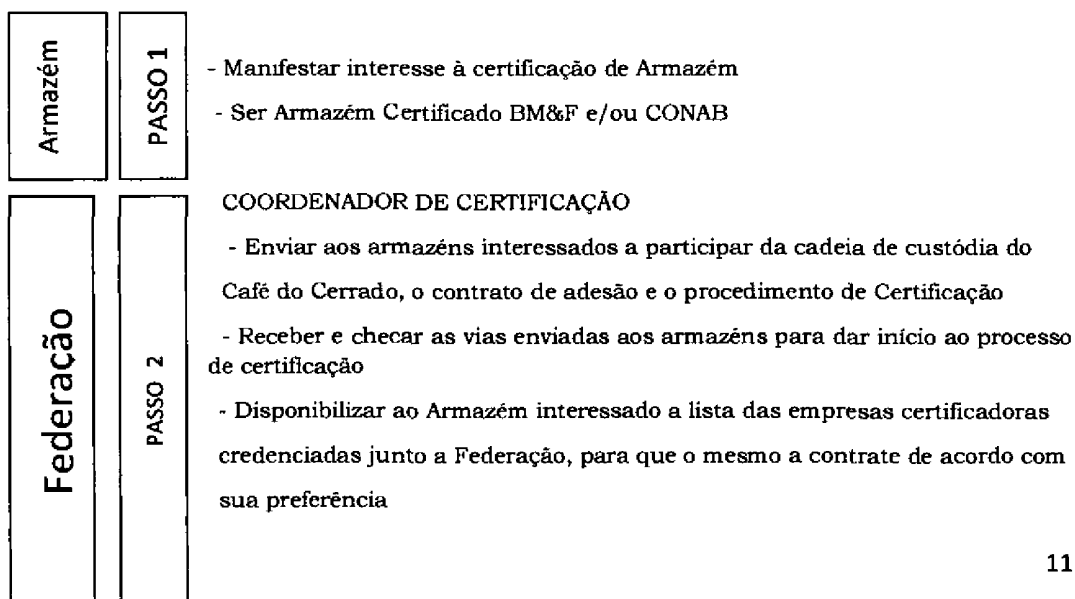 Armazém
PASSO 1
- Manifestar interesse à certificação de Armazém
- Ser Armazém Certificado BM&F e/ou CONAB
Federação
PASSO 2
COORDENADOR DE CERTIFICAÇÃO
- Enviar aos armazéns interessados a participar da cadeia de custódia do
Café do Cerrado, o contrato de adesão e o procedimento de Certificação
- Receber e checar as vias enviadas aos armazéns para dar início ao processo
de certificação
- Disponibilizar ao Armazém interessado a lista das empresas certificadoras
credenciadas junto a Federação, para que o mesmo a contrate de acordo com
sua preferência
11